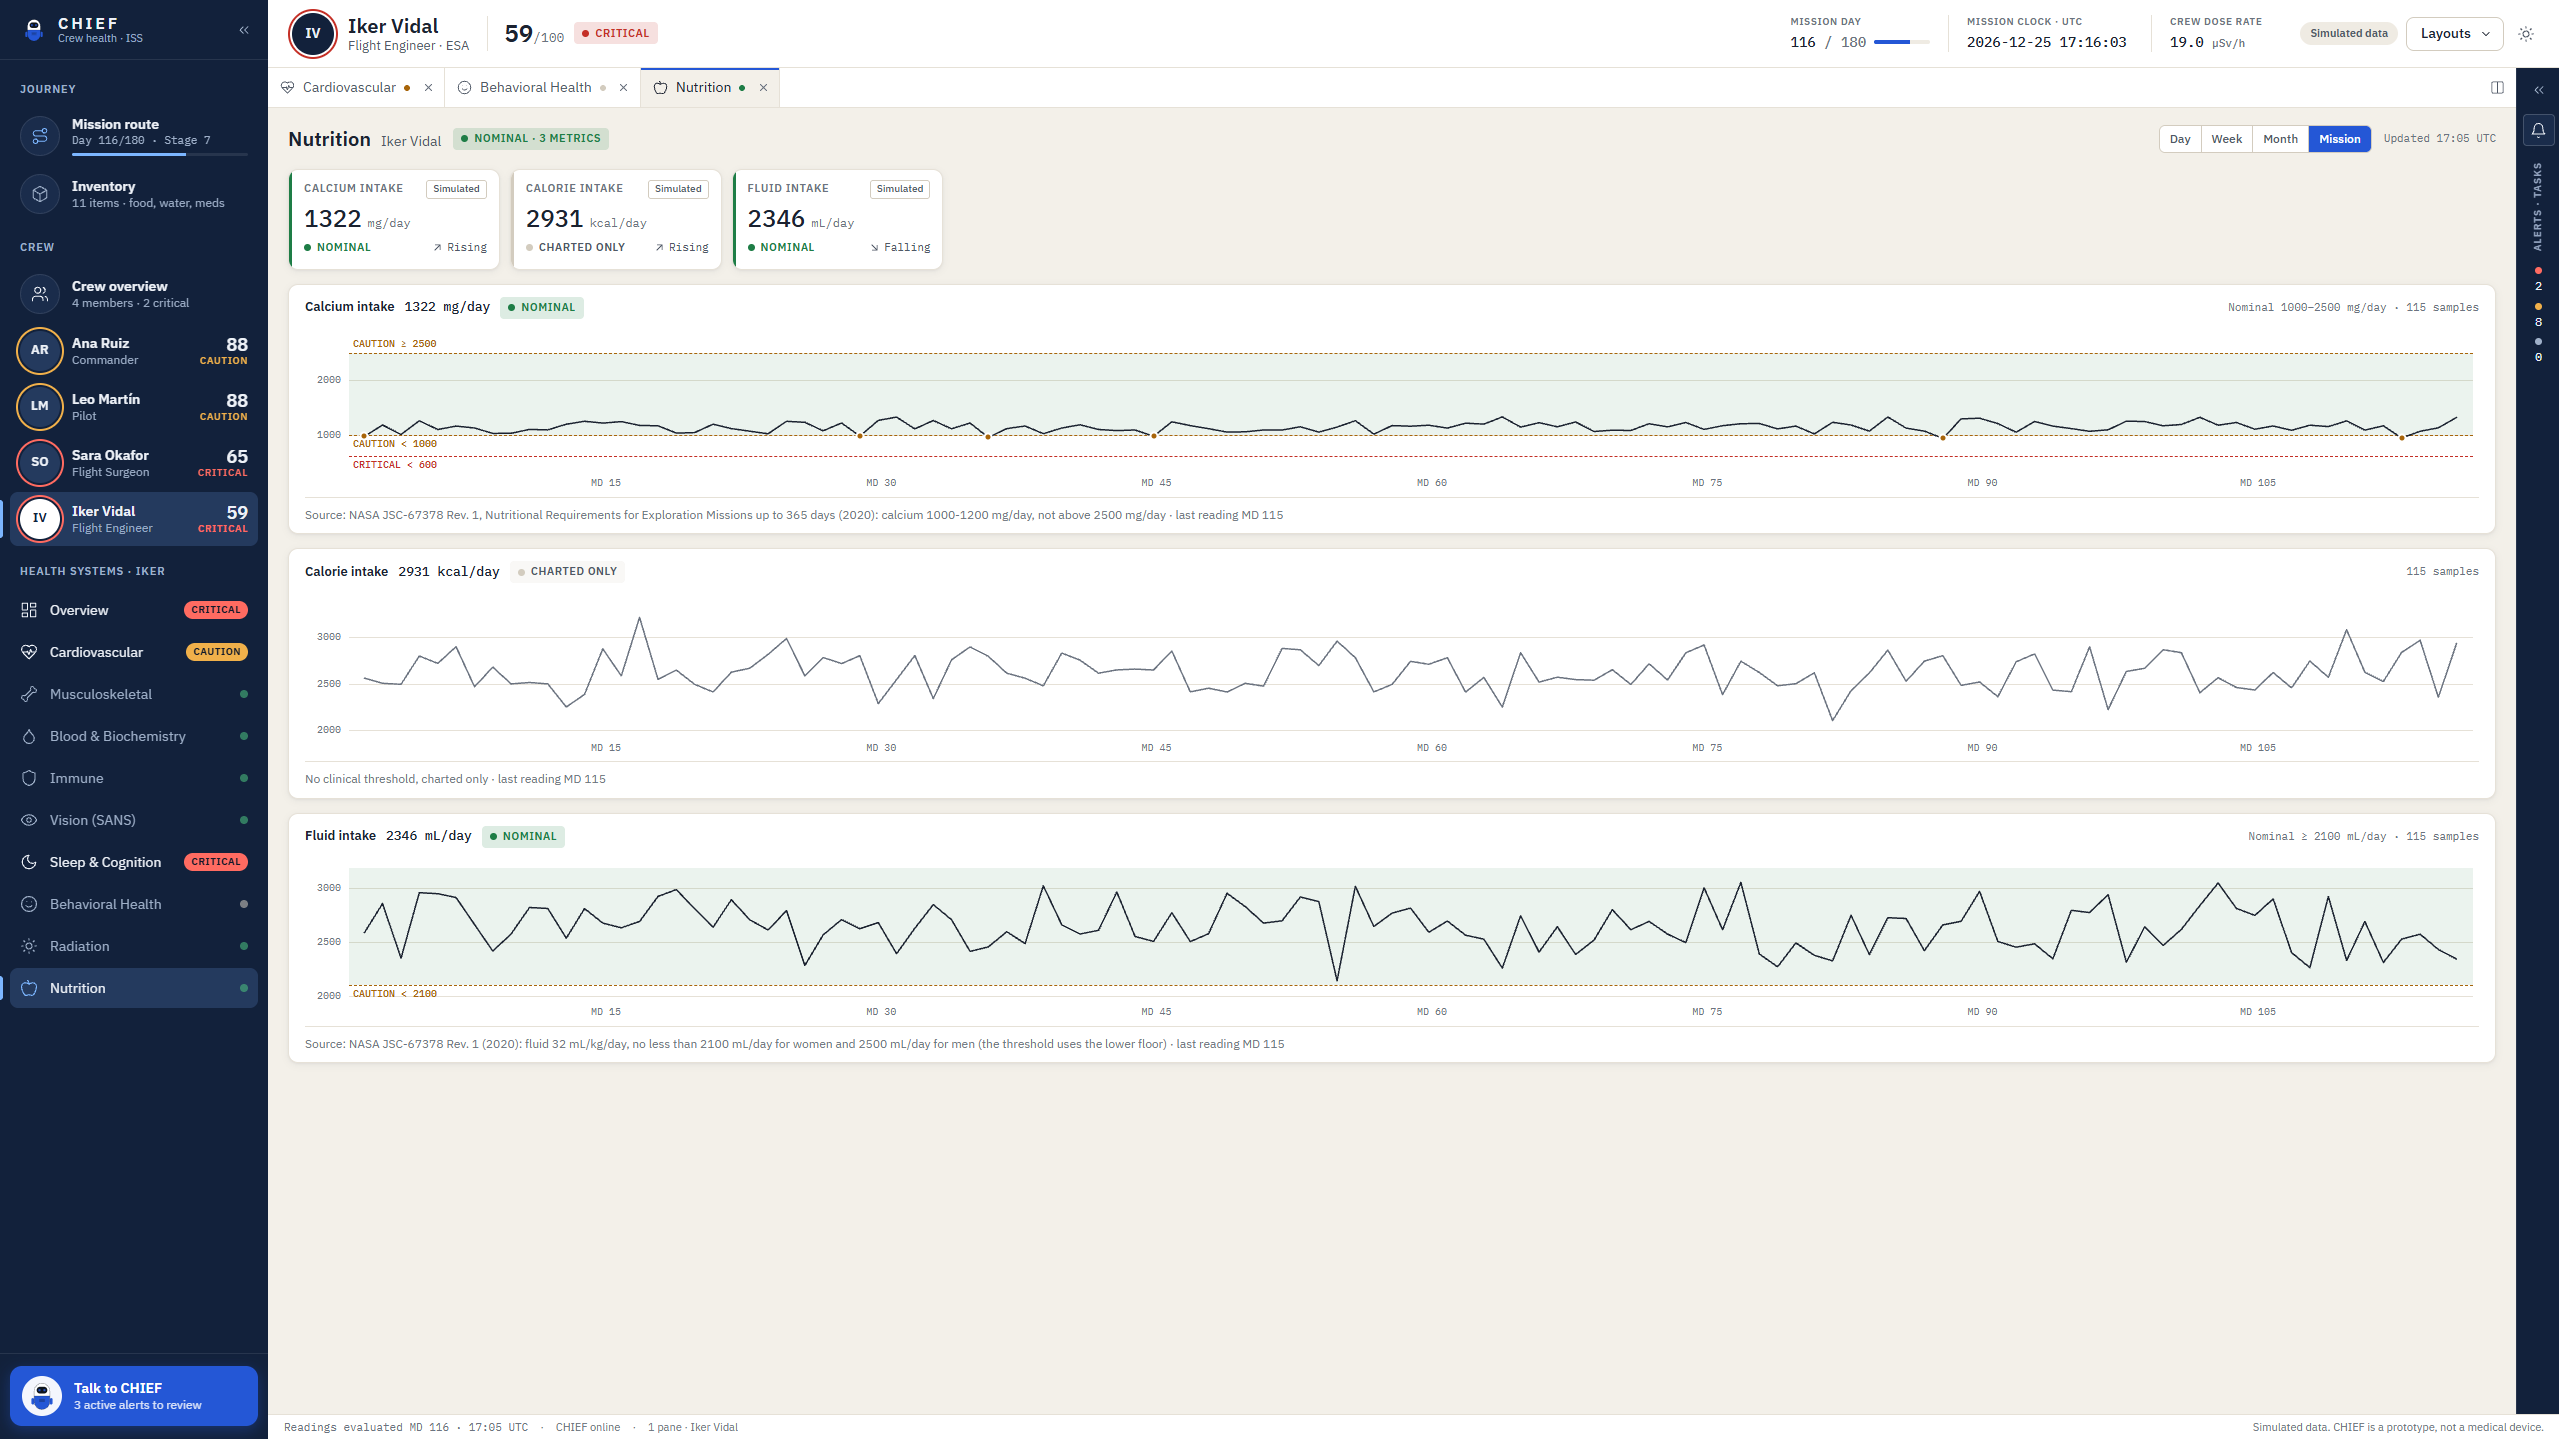 CHIEF
Crew health · ISS
JOURNEY
Mission route
Day 116/180 · Stage 7
Inventory
11 items · food, water, meds
CREW
Crew overview
4 members · 2 critical
AR
Ana Ruiz
88
Commander
CAUTION
LM
Leo Martín
88
Pilot
CAUTION
SO
Sara Okafor
65
Flight Surgeon
CRITICAL
IV
Iker Vidal
59
Flight Engineer
CRITICAL
HEALTH SYSTEMS · IKER
Overview
CRITICAL
Cardiovascular
CAUTION
Musculoskeletal
Blood & Biochemistry
Immune
Vision (SANS)
Sleep & Cognition
CRITICAL
Behavioral Health
Radiation
Nutrition
Talk to CHIEF
3 active alerts to review
IV
Iker Vidal
Flight Engineer · ESA
59/100
CRITICAL
MISSION DAY
116 / 180
MISSION CLOCK · UTC
2026-12-25 17:16:03
CREW DOSE RATE
19.0 μSv/h
Simulated data
Layouts
Cardiovascular
Behavioral Health
Nutrition
Nutrition Iker Vidal
NOMINAL · 3 METRICS
Day
Week
Month
Mission
Updated 17:05 UTC
CALCIUM INTAKE
Simulated
1322 mg/day
NOMINAL
Rising
CALORIE INTAKE
Simulated
2931 kcal/day
CHARTED ONLY
Rising
FLUID INTAKE
Simulated
2346 mL/day
NOMINAL
Falling
Calcium intake 1322 mg/day
NOMINAL
Nominal 1000–2500 mg/day · 115 samples
CAUTION ≥ 2500
2000
1000
CAUTION < 1000
CRITICAL < 600
MD 15
MD 30
MD 45
MD 60
MD 75
MD 90
MD 105
Source: NASA JSC-67378 Rev. 1, Nutritional Requirements for Exploration Missions up to 365 days (2020): calcium 1000-1200 mg/day, not above 2500 mg/day · last reading MD 115
Calorie intake 2931 kcal/day
CHARTED ONLY
115 samples
3000
2500
2000
MD 15
MD 30
MD 45
MD 60
MD 75
MD 90
MD 105
No clinical threshold, charted only · last reading MD 115
Fluid intake 2346 mL/day
NOMINAL
Nominal ≥ 2100 mL/day · 115 samples
3000
2500
2000
CAUTION < 2100
MD 15
MD 30
MD 45
MD 60
MD 75
MD 90
MD 105
Source: NASA JSC-67378 Rev. 1 (2020): fluid 32 mL/kg/day, no less than 2100 mL/day for women and 2500 mL/day for men (the threshold uses the lower floor) · last reading MD 115
ALERTS · TASKS
2
8
0
Readings evaluated MD 116 · 17:05 UTC · CHIEF online · 1 pane · Iker Vidal
Simulated data. CHIEF is a prototype, not a medical device.